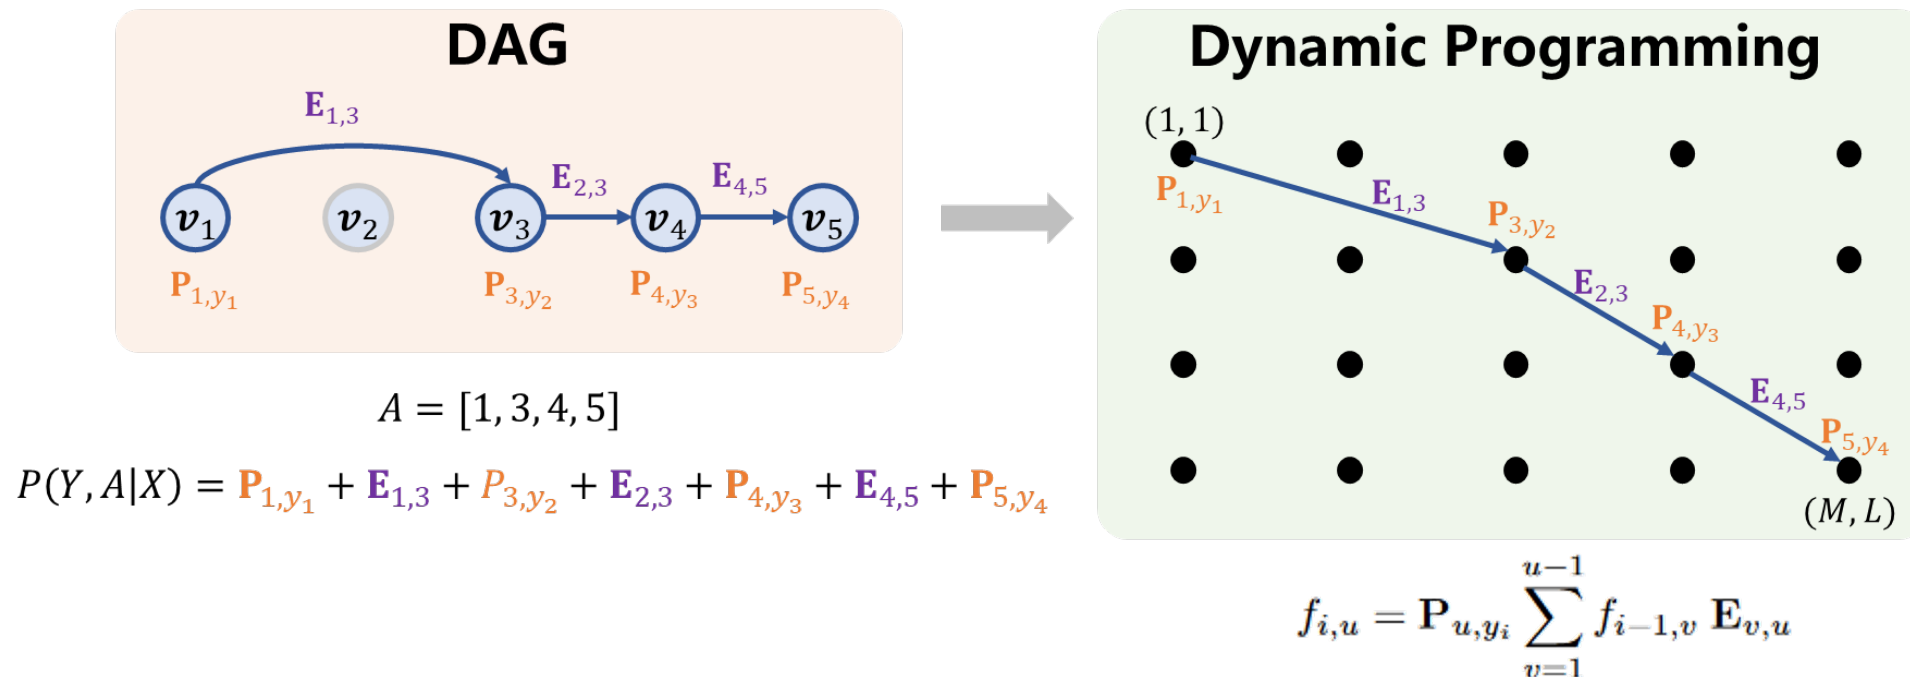 DAG
E1,3
E2,3
E4,5
v1
v2
v3
v4
v5
P1,y1
P3,y2
P4,y3
P5,y4
A = [1, 3, 4, 5]
P(Y, A|X) = P1,y1 + E1,3 + P3,y2 + E2,3 + P4,y3 + E4,5 + P5,y4
Dynamic Programming
(1, 1)
P1,y1
E1,3
P3,y2
E2,3
P4,y3
E4,5
P5,y4
(M, L)
fi,u = Pu,yi ∑v=1u−1 fi−1,v Ev,u